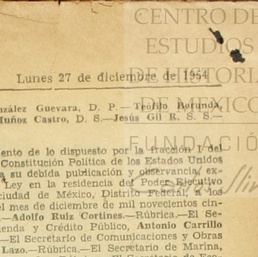 CENTRO DE
ESTUDIOS
DE HISTORIA
DE MÉXICO
FUNDACIÓN
Lunes 27 de diciembre de 1954
zález Guevara, D. P.—Teófilo Borunda,
Muñoz Castro, D. S.—Jesús Gil R. S. S.—
ento de lo dispuesto por la fracción I del
Constitución Política de los Estados Unidos
a su debida publicación y observancia, ex-
Ley en la residencia del Poder Ejecutivo
ciudad de México, Distrito Federal, a los
l mes de diciembre de mil novecientos cin-
.—Adolfo Ruiz Cortines.—Rúbrica.—El Se-
ienda y Crédito Público, Antonio Carrillo
—El Secretario de Comunicaciones y Obras
Lazo.—Rúbrica.—El Secretario de Marina,